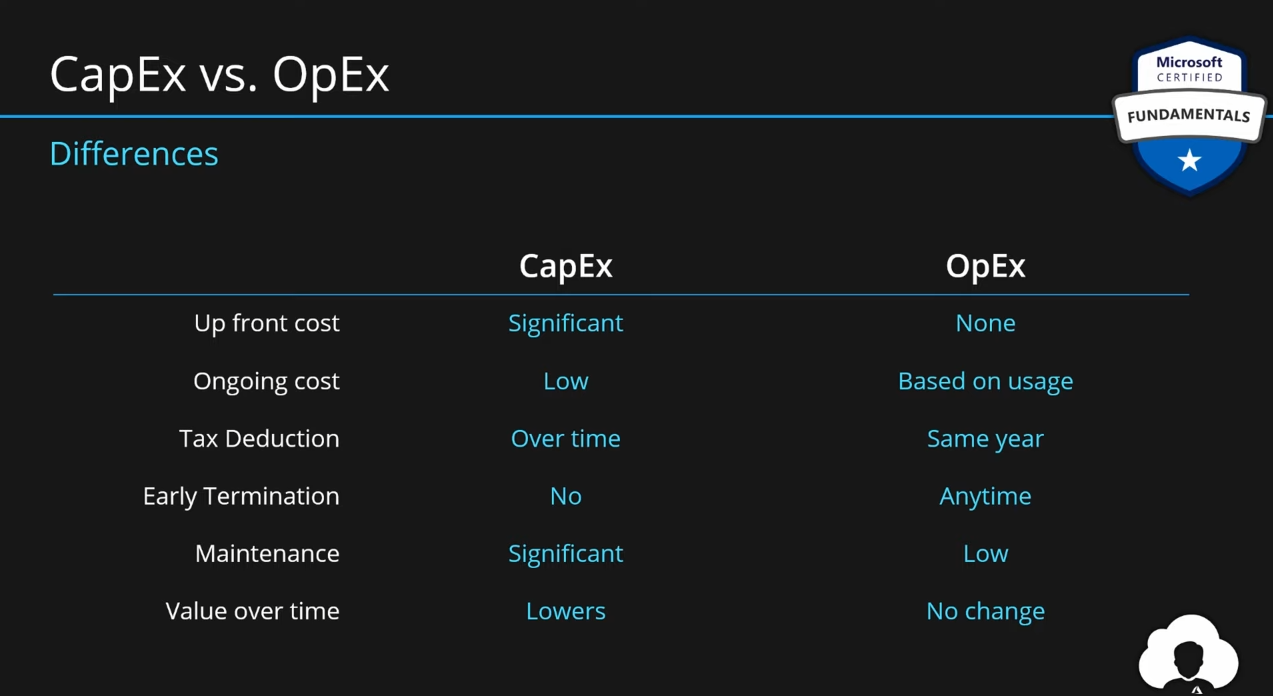 CapEx vs. OpEx
Microsoft
CERTIFIED
FUNDAMENTALS
Differences
CapEx OpEx
Up front cost Significant None
Ongoing cost Low Based on usage
Tax Deduction Over time Same year
Early Termination No Anytime
Maintenance Significant Low
Value over time Lowers No change